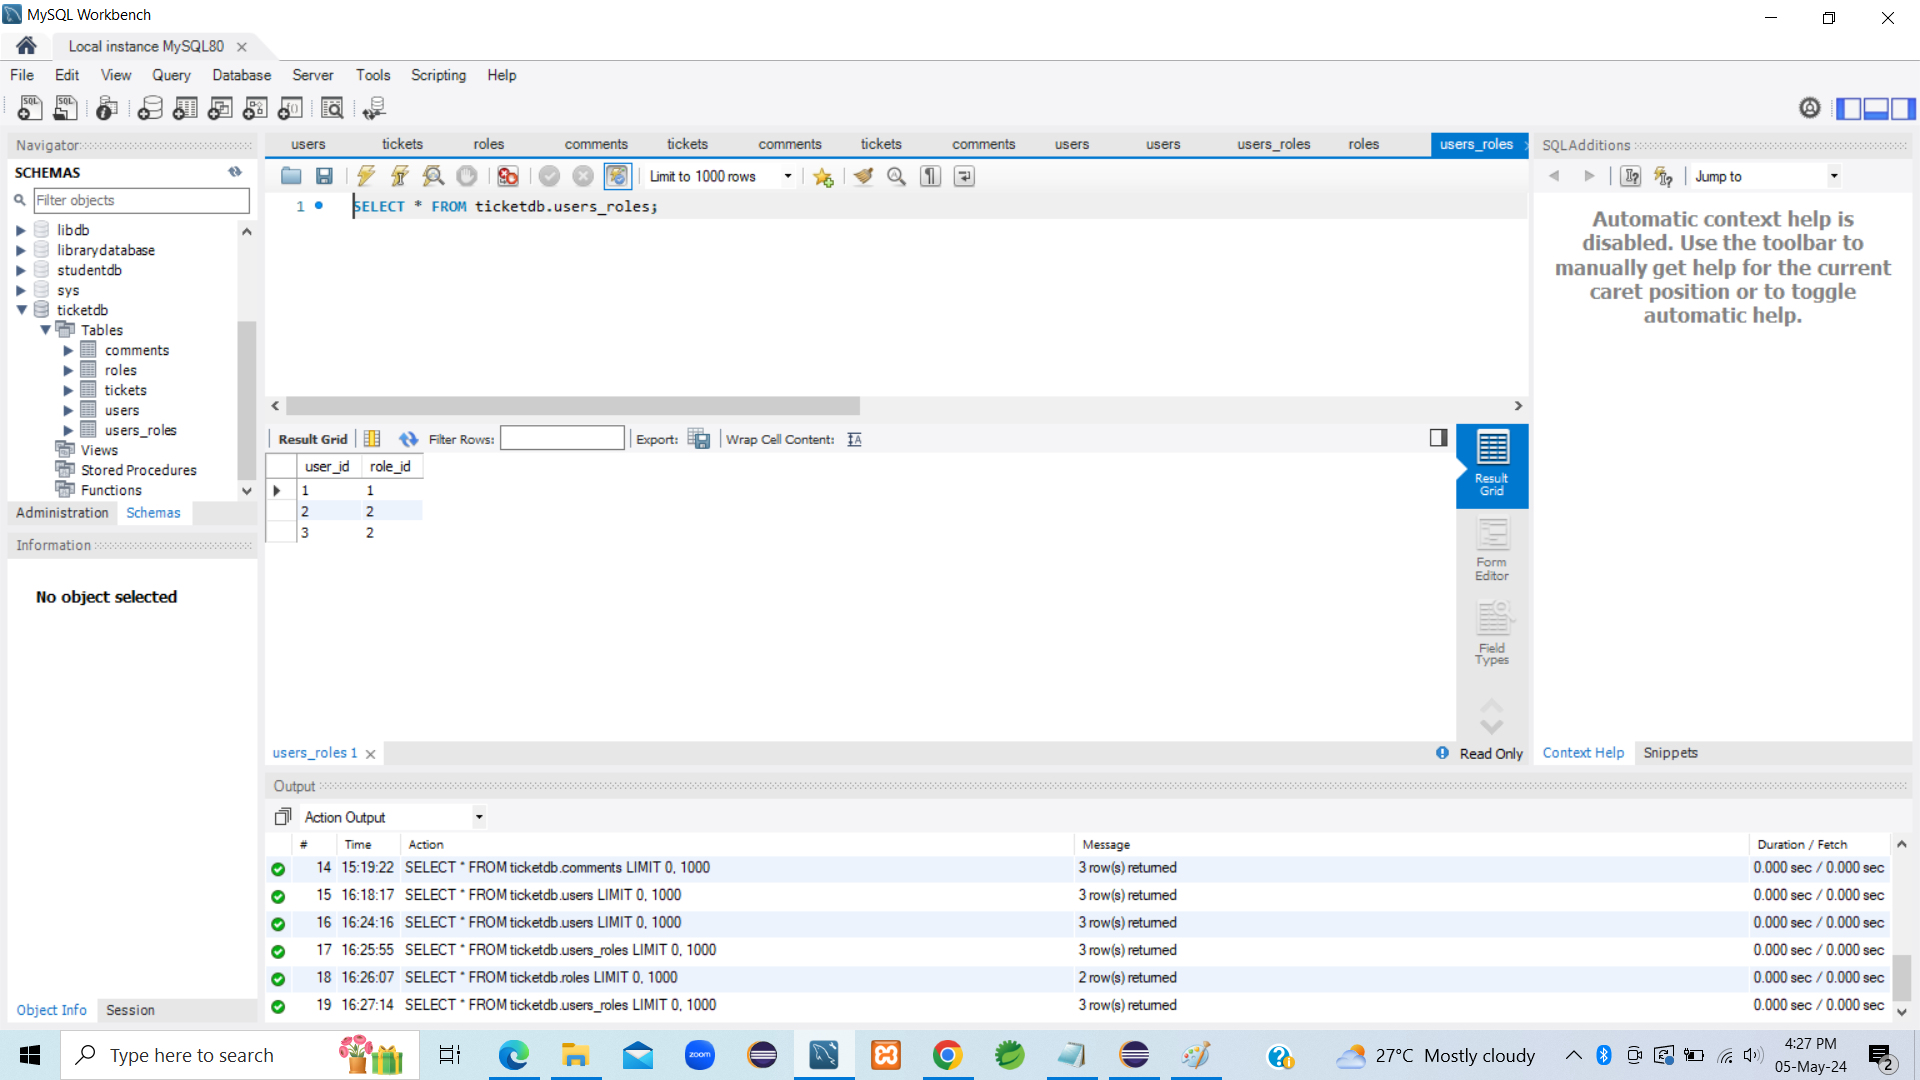 MySQL Workbench
Local instance MySQL80
File Edit View Query Database Server Tools Scripting Help
Navigator
SCHEMAS
Filter objects
libdb
librarydatabase
studentdb
sys
ticketdb
Tables
comments
roles
tickets
users
users_roles
Views
Stored Procedures
Functions
Administration Schemas
Information
No object selected
Object Info Session
users tickets roles comments tickets comments tickets comments users users users_roles roles users_roles
Limit to 1000 rows
1 SELECT * FROM ticketdb.users_roles;
Result Grid Filter Rows: Export: Wrap Cell Content:
user_id role_id
1 1
2 2
3 2
Result Grid
Form Editor
Field Types
users_roles 1
Read Only
SQLAdditions
Jump to
Automatic context help is
disabled. Use the toolbar to
manually get help for the current
caret position or to toggle
automatic help.
Context Help Snippets
Output
Action Output
# Time Action Message Duration / Fetch
14 15:19:22 SELECT * FROM ticketdb.comments LIMIT 0, 1000 3 row(s) returned 0.000 sec / 0.000 sec
15 16:18:17 SELECT * FROM ticketdb.users LIMIT 0, 1000 3 row(s) returned 0.000 sec / 0.000 sec
16 16:24:16 SELECT * FROM ticketdb.users LIMIT 0, 1000 3 row(s) returned 0.000 sec / 0.000 sec
17 16:25:55 SELECT * FROM ticketdb.users_roles LIMIT 0, 1000 3 row(s) returned 0.000 sec / 0.000 sec
18 16:26:07 SELECT * FROM ticketdb.roles LIMIT 0, 1000 2 row(s) returned 0.000 sec / 0.000 sec
19 16:27:14 SELECT * FROM ticketdb.users_roles LIMIT 0, 1000 3 row(s) returned 0.000 sec / 0.000 sec
Type here to search
zoom
27°C Mostly cloudy
4:27 PM
05-May-24
2